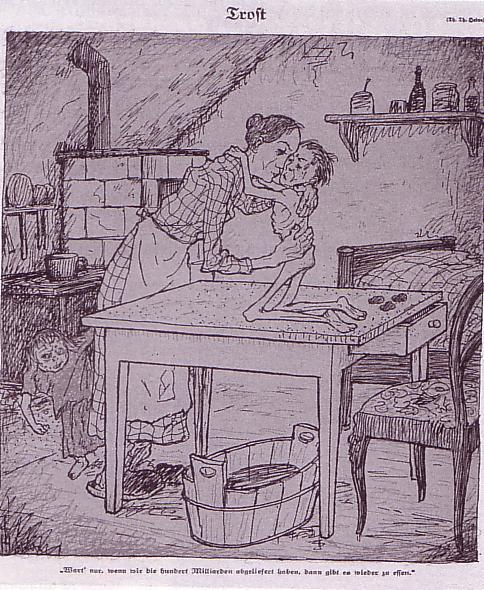 Trost
(Th. Th. Heine)
„Wart' nur, wenn wir die hundert Milliarden abgeliefert haben, dann gibt es wieder zu essen.“